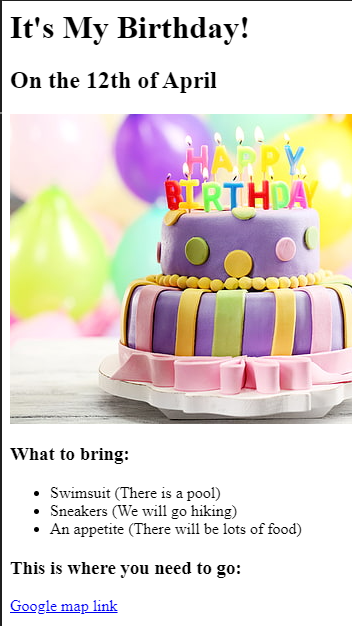 It's My Birthday!
On the 12th of April
HAPPY
BIRTHDAY
What to bring:
Swimsuit (There is a pool)
Sneakers (We will go hiking)
An appetite (There will be lots of food)
This is where you need to go:
Google map link